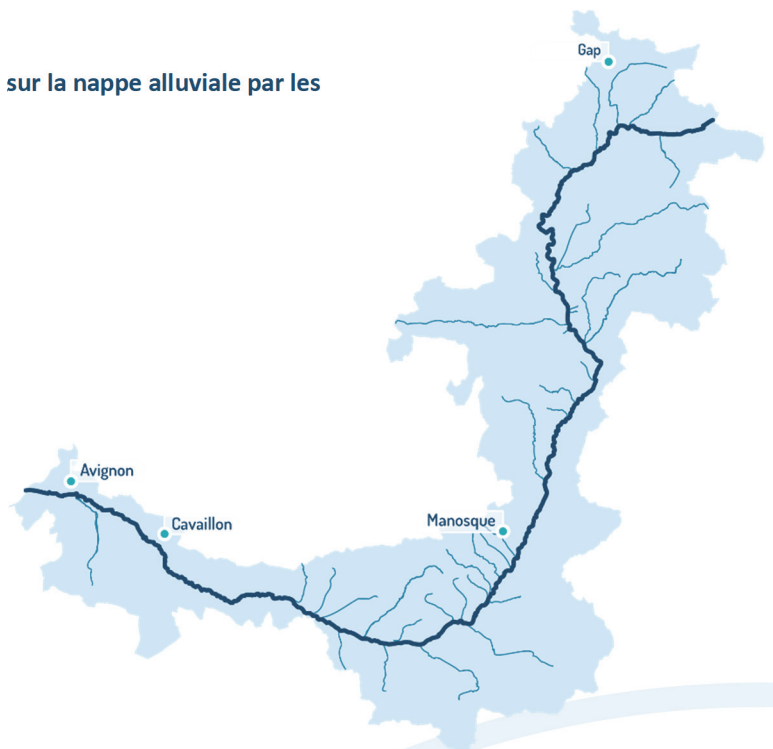 Gap
sur la nappe alluviale par les
Avignon
Cavaillon
Manosque